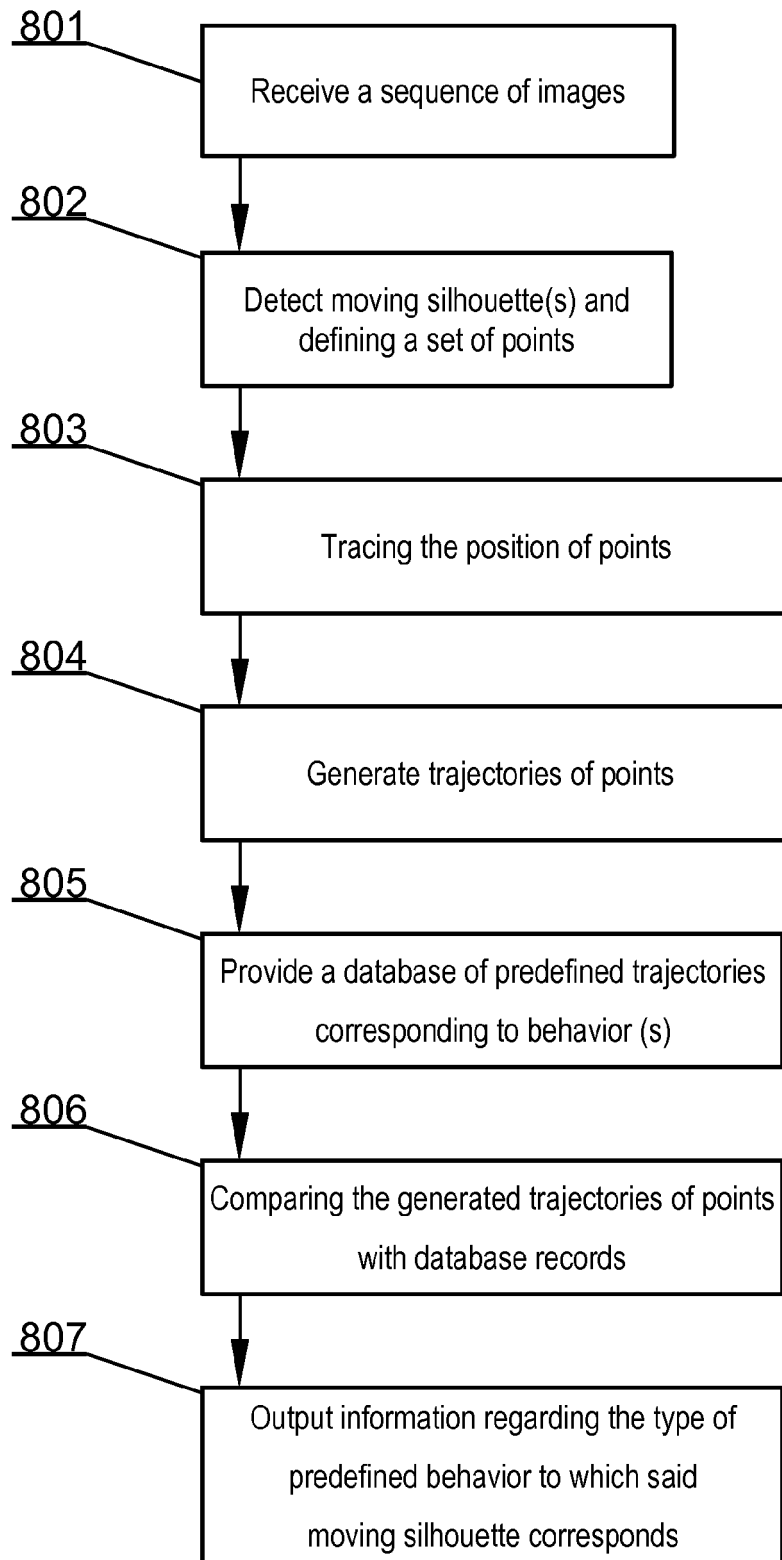 801
Receive a sequence of images
802
Detect moving silhouette(s) and
defining a set of points
803
Tracing the position of points
804
Generate trajectories of points
805
Provide a database of predefined trajectories
corresponding to behavior (s)
806
Comparing the generated trajectories of points
with database records
807
Output information regarding the type of
predefined behavior to which said
moving silhouette corresponds